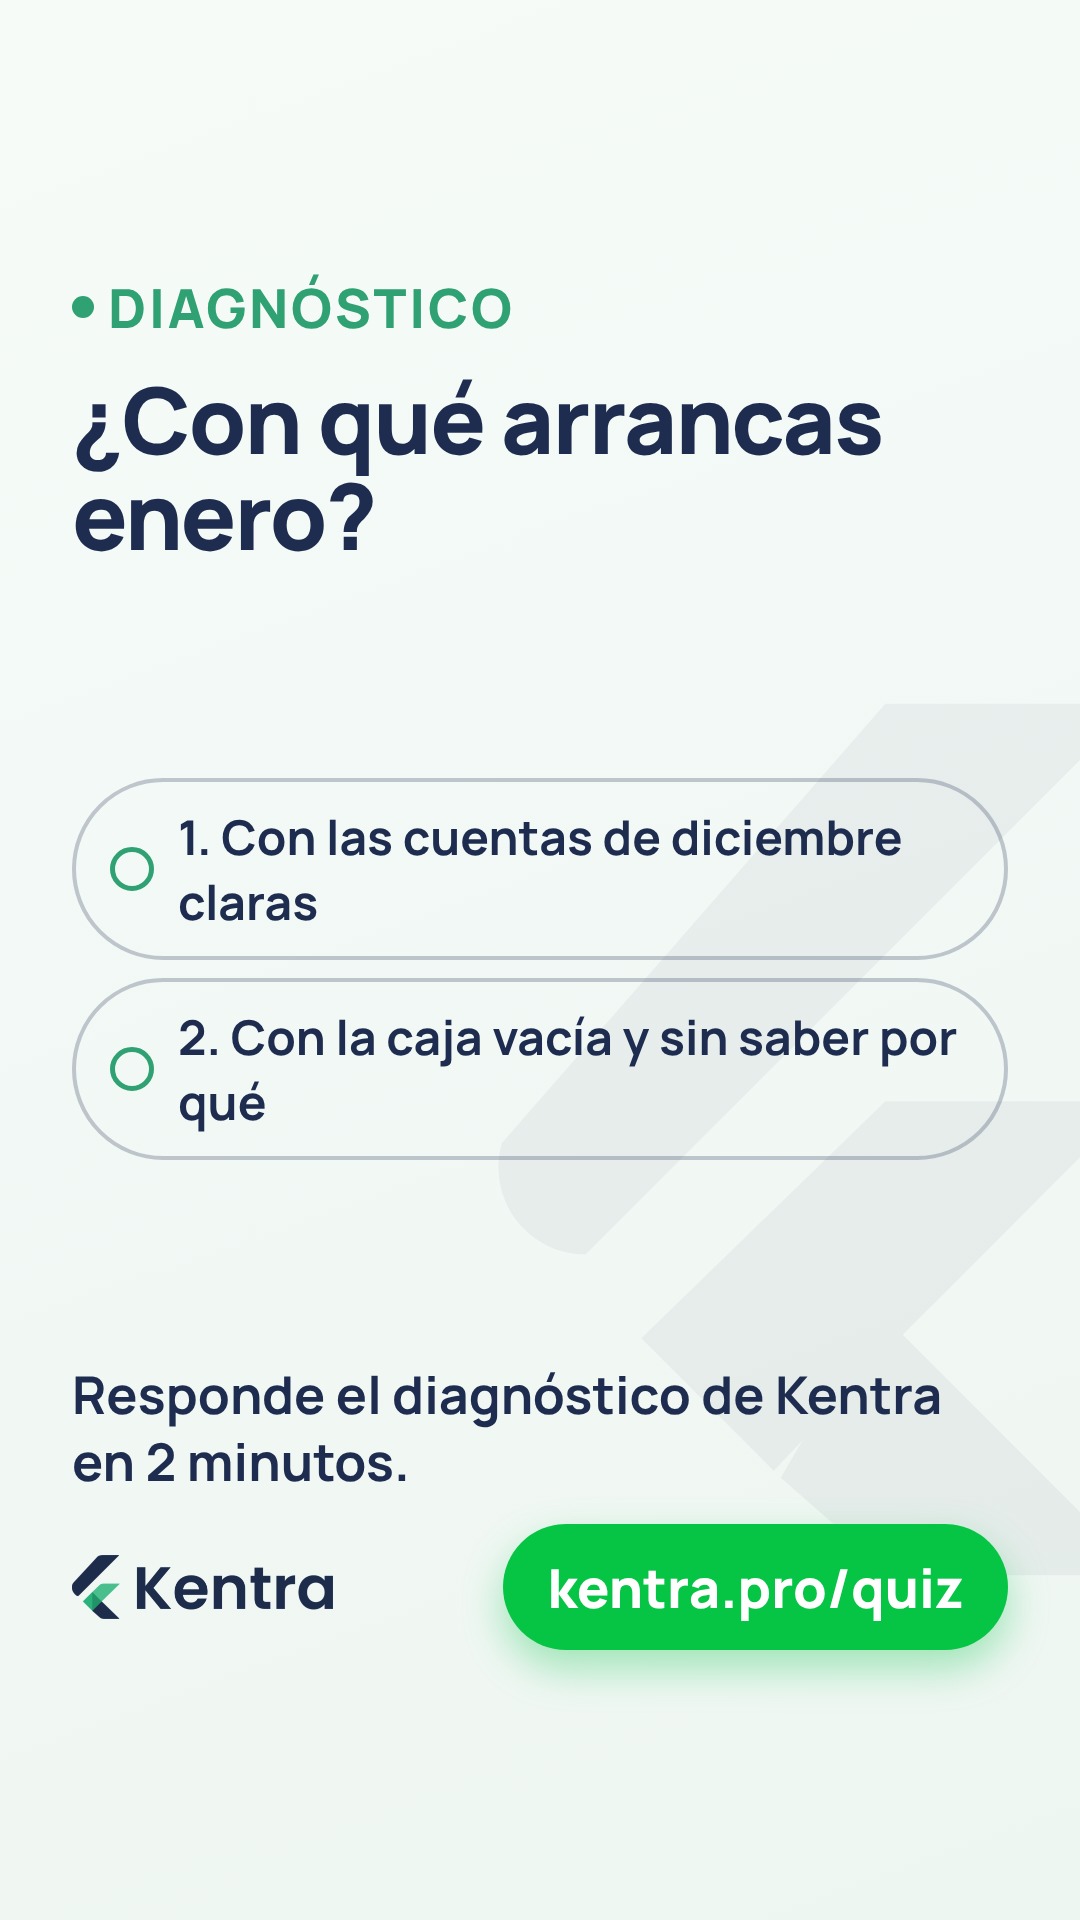 DIAGNÓSTICO
¿Con qué arrancas
enero?
1. Con las cuentas de diciembre
claras
2. Con la caja vacía y sin saber por
qué
Responde el diagnóstico de Kentra
en 2 minutos.
Kentra
kentra.pro/quiz